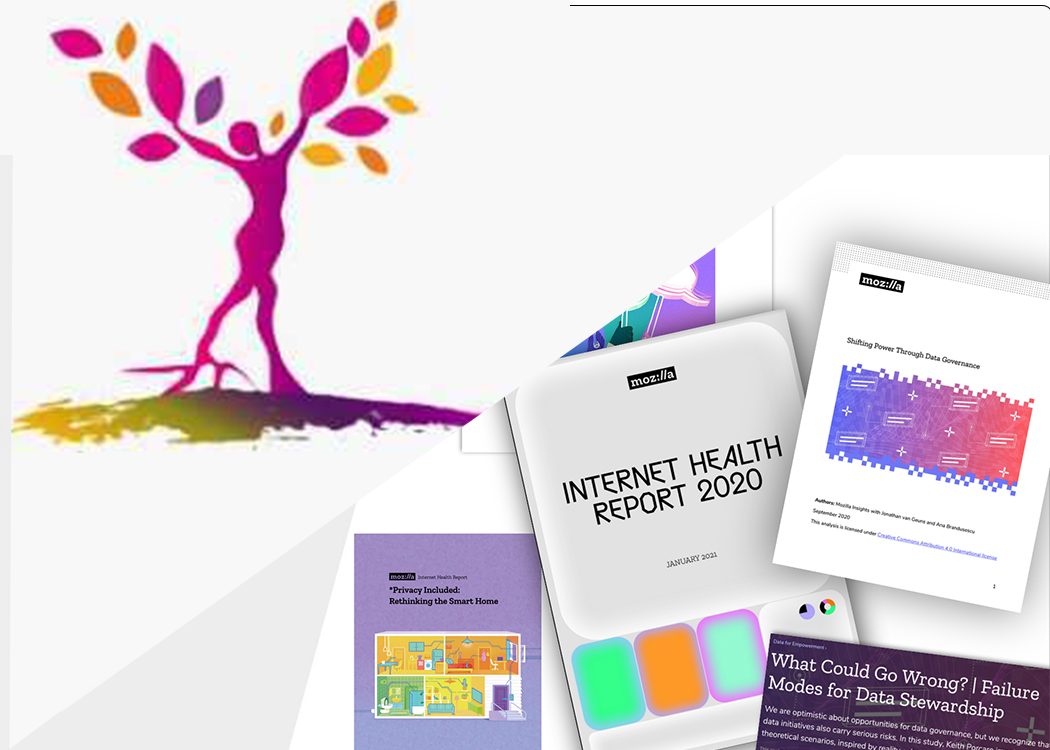 moz://a
Shifting Power Through Data Governance
Authors: Mozilla Insights with Jonathan van Geuns and Ana Brandusescu
September 2020
This analysis is licensed under Creative Commons Attribution 4.0 International license
1
moz://a
INTERNET HEALTH
REPORT 2020
JANUARY 2021
moz://a Internet Health Report
*Privacy Included:
Rethinking the Smart Home
Data for Empowerment ›
What Could Go Wrong? | Failure
Modes for Data Stewardship
We are optimistic about opportunities for data governance, but we recognize tha
data initiatives also carry serious risks. In this study, Keith Porcaro
theoretical scenarios, inspired by real